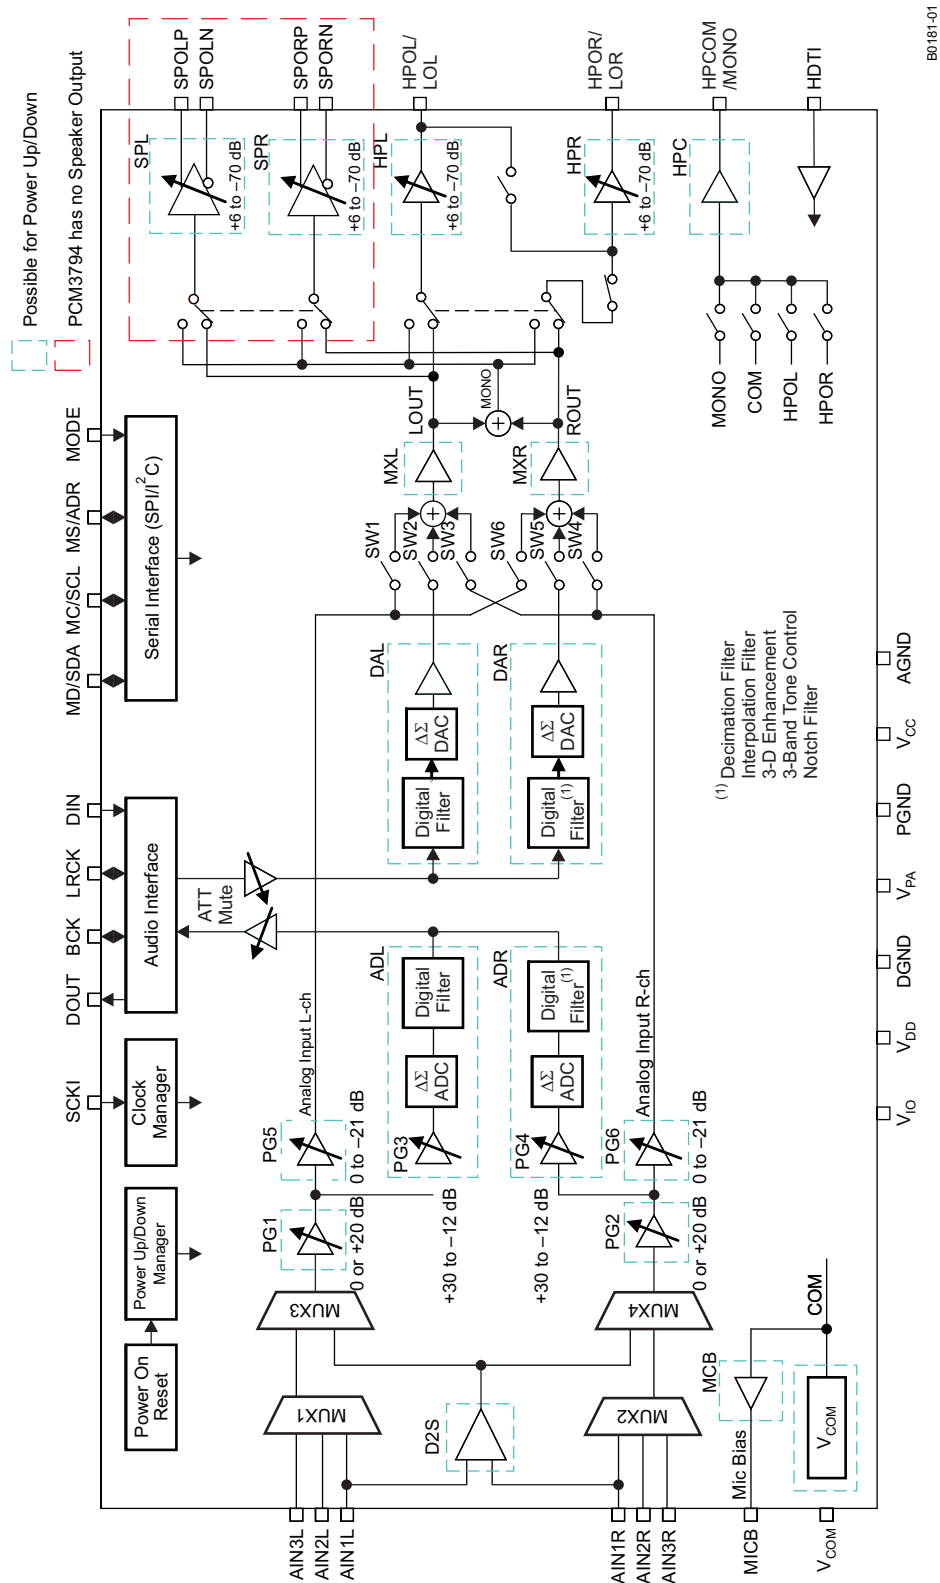 Possible for Power Up/Down
PCM3794 has no Speaker Output
B0181-01
SCKI
DOUT
BCK
LRCK
DIN
MD/SDA
MC/SCL
MS/ADR
MODE
Power On
Reset
Power Up/Down
Manager
Clock
Manager
Audio Interface
Serial Interface (SPI/I²C)
ATT
Mute
SPL
+6 to –70 dB
SPR
+6 to –70 dB
HPL
+6 to –70 dB
HPR
+6 to –70 dB
HPC
SPOLP
SPOLN
SPORP
SPORN
HPOL/
LOL
HPOR/
LOR
HPCOM
/MONO
HDTI
AIN3L
AIN2L
AIN1L
AIN1R
AIN2R
AIN3R
MICB
VCOM
MUX1
MUX2
MUX3
MUX4
D2S
PG1
0 or +20 dB
PG5
0 to –21 dB
Analog Input L-ch
+30 to –12 dB
ADL
PG3
ΔΣ
ADC
Digital
Filter
+30 to –12 dB
ADR
PG4
ΔΣ
ADC
Digital
Filter(1)
PG2
0 or +20 dB
PG6
0 to –21 dB
Analog Input R-ch
DAL
Digital
Filter
ΔΣ
DAC
DAR
Digital
Filter(1)
ΔΣ
DAC
SW1
SW2
SW3
SW6
SW5
SW4
MXL
MXR
LOUT
MONO
ROUT
MONO
COM
HPOL
HPOR
Mic Bias
MCB
VCOM
COM
(1) Decimation Filter
Interpolation Filter
3-D Enhancement
3-Band Tone Control
Notch Filter
VIO
VDD
DGND
VPA
PGND
VCC
AGND